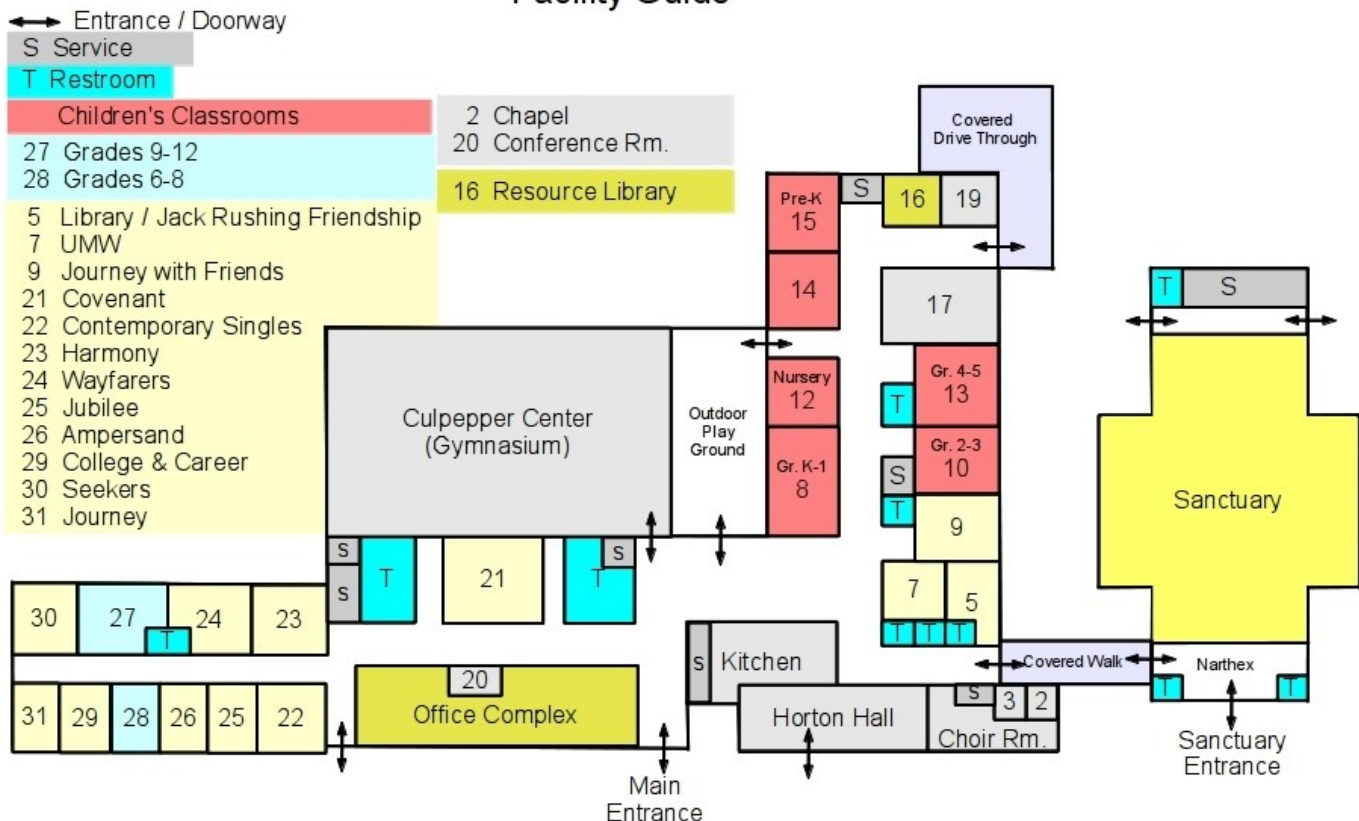 Facility Guide
Entrance / Doorway
S Service
T Restroom
Children's Classrooms
27 Grades 9-12
28 Grades 6-8
5 Library / Jack Rushing Friendship
7 UMW
9 Journey with Friends
21 Covenant
22 Contemporary Singles
23 Harmony
24 Wayfarers
25 Jubilee
26 Ampersand
29 College & Career
30 Seekers
31 Journey
2 Chapel
20 Conference Rm.
16 Resource Library
Covered
Drive Through
Pre-K
15
S
16
19
14
17
T
S
Culpepper Center
(Gymnasium)
Outdoor
Play
Ground
Nursery
12
Gr. K-1
8
T
Gr. 4-5
13
S
Gr. 2-3
10
T
9
Sanctuary
S
S
T
21
T
S
7
5
T
T
T
30
27
T
24
23
31
29
28
26
25
22
20
Office Complex
S
Kitchen
Horton Hall
S
3
2
Choir Rm.
Covered Walk
Narthex
T
T
Main
Entrance
Sanctuary
Entrance